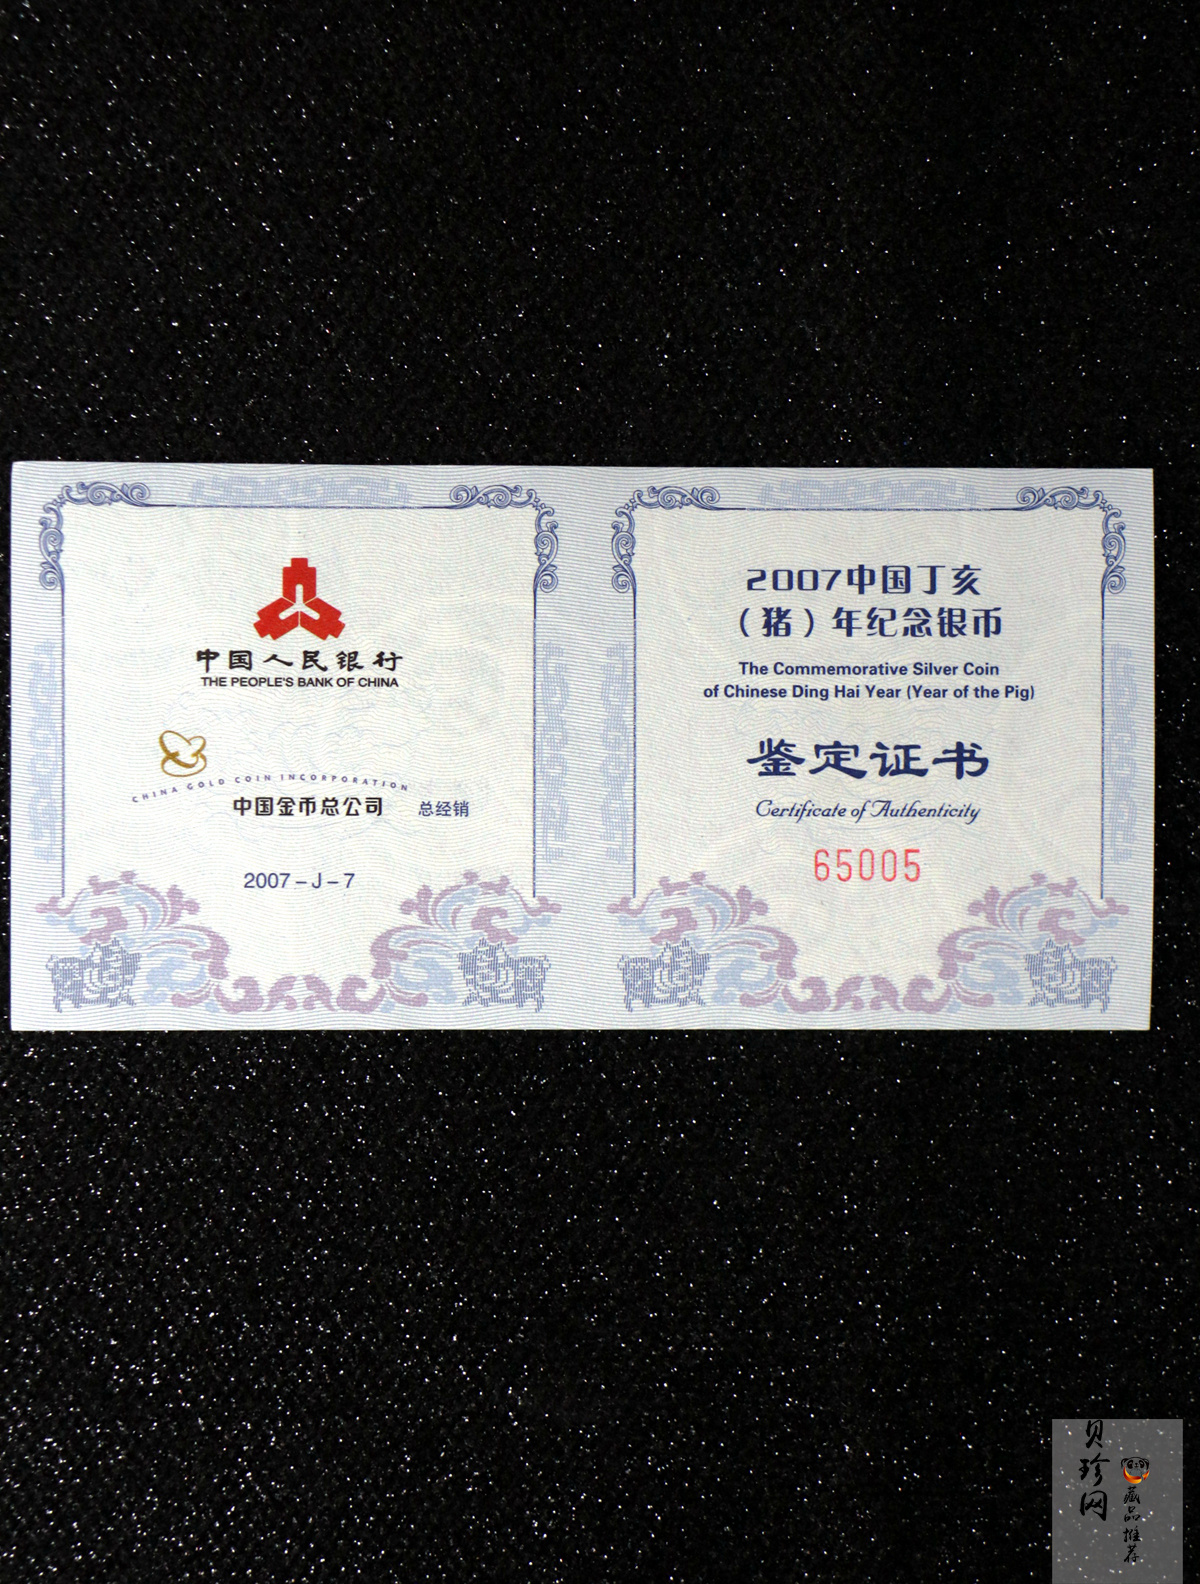 中国人民银行
THE PEOPLE'S BANK OF CHINA
CHINA GOLD COIN INCORPORATION
中国金币总公司 总经销
2007－J－7
2007中国丁亥
（猪）年纪念银币
The Commemorative Silver Coin
of Chinese Ding Hai Year (Year of the Pig)
鉴定证书
Certificate of Authenticity
65005
贝珍网
藏品推荐